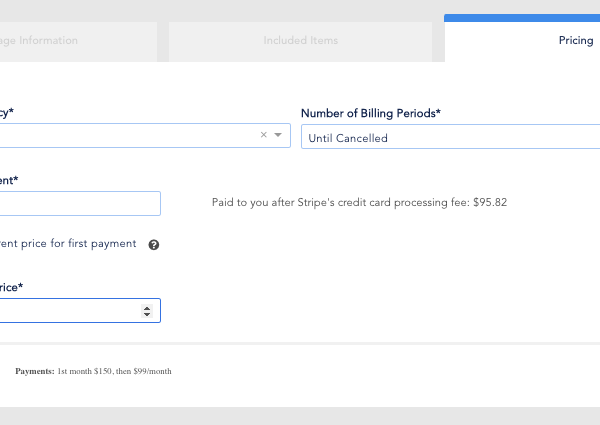 age Information
Included Items
Pricing
cy*
Number of Billing Periods*
Until Cancelled
ent*
Paid to you after Stripe's credit card processing fee: $95.82
rent price for first payment
rice*
Payments: 1st month $150, then $99/month